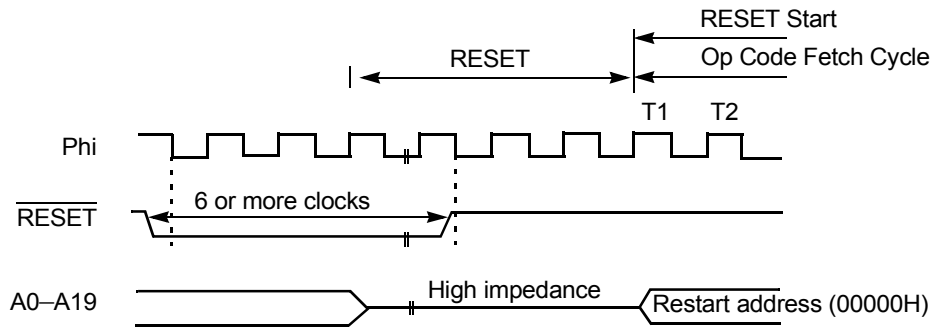 RESET Start
RESET
Op Code Fetch Cycle
T1 T2
Phi
RESET
6 or more clocks
A0–A19
High impedance
Restart address (00000H)